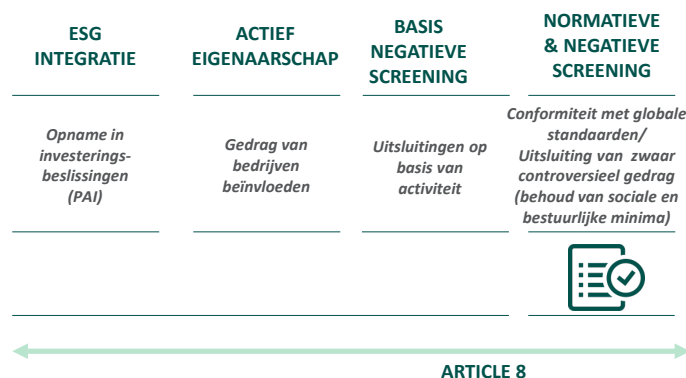 ESG
INTEGRATIE
ACTIEF
EIGENAARSCHAP
BASIS
NEGATIEVE
SCREENING
NORMATIEVE
& NEGATIEVE
SCREENING
Opname in
investerings-
beslissingen
(PAI)
Gedrag van
bedrijven
beïnvloeden
Uitsluitingen op
basis van
activiteit
Conformiteit met globale
standaarden/
Uitsluiting van zwaar
controversieel gedrag
(behoud van sociale en
bestuurlijke minima)
ARTICLE 8